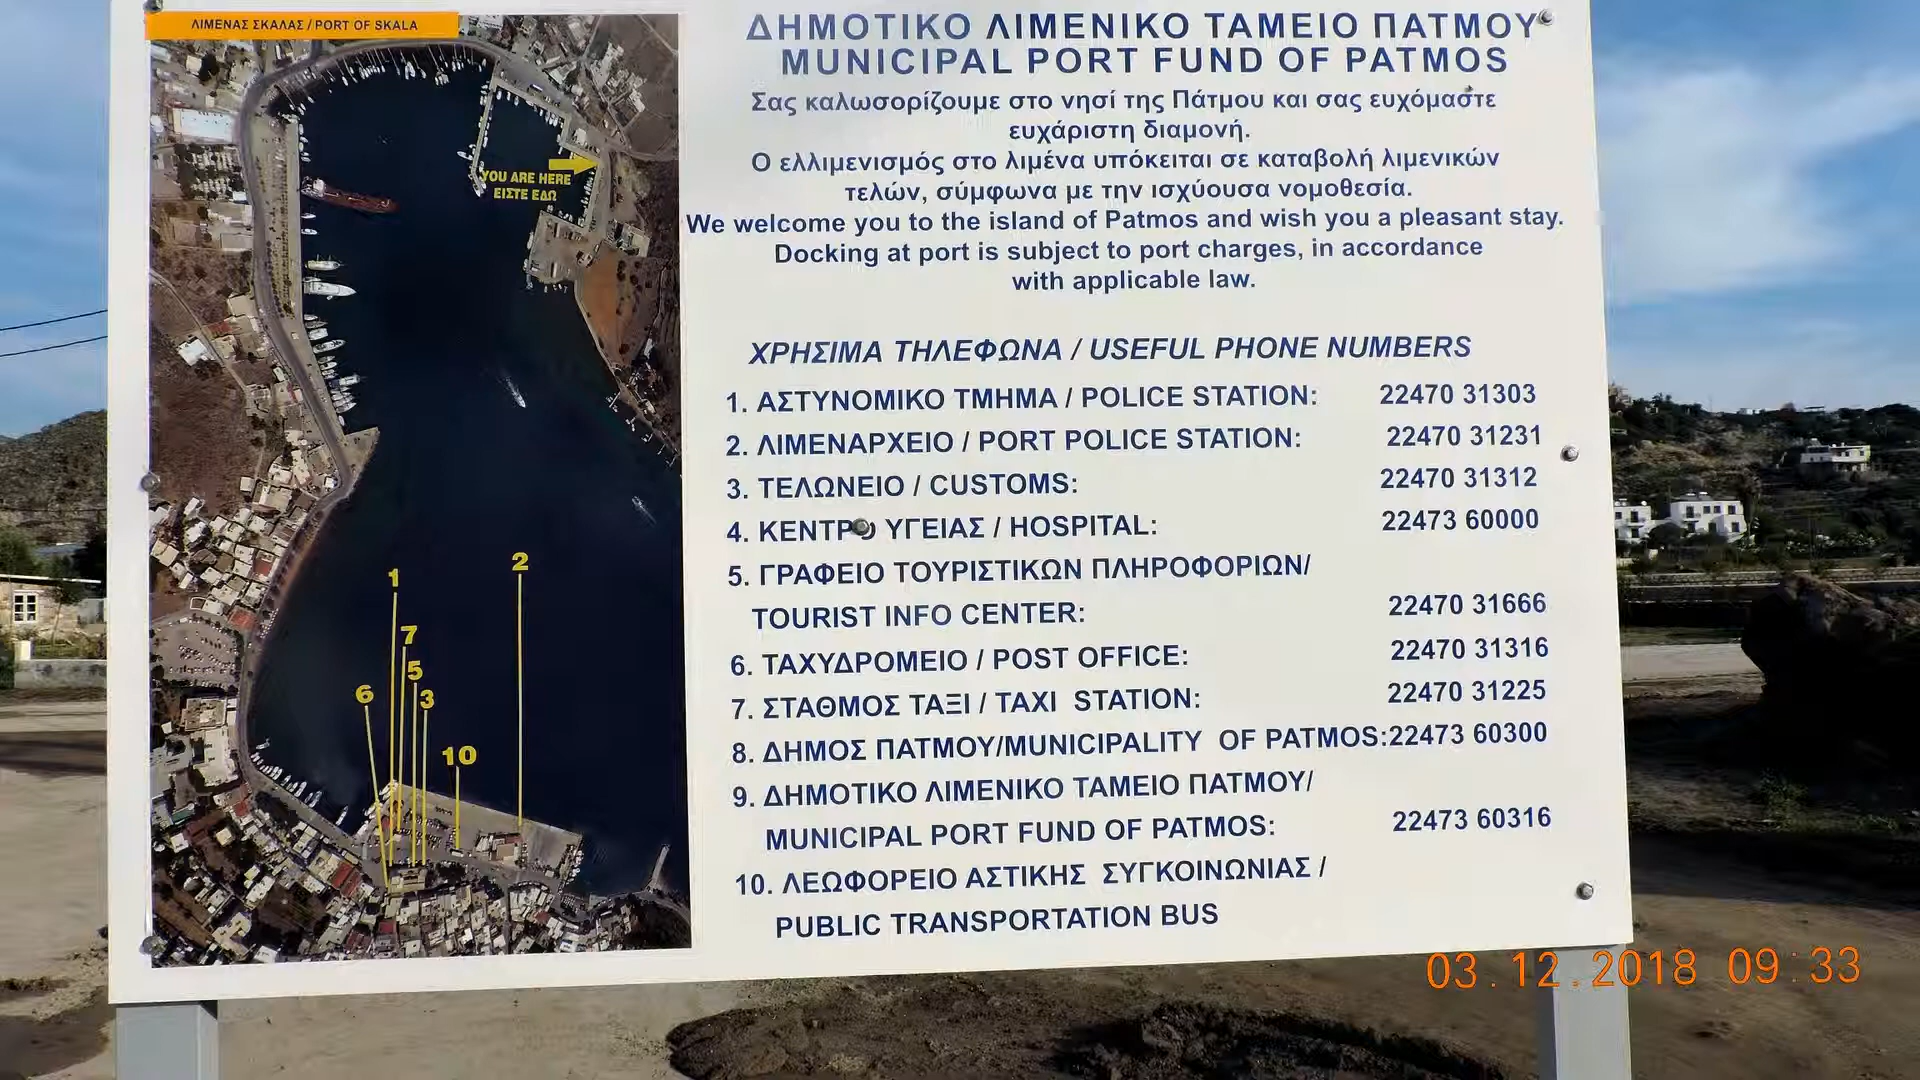 ΛΙΜΕΝΑΣ ΣΚΑΛΑΣ / PORT OF SKALA
YOU ARE HERE
ΕΙΣΤΕ ΕΔΩ
1
2
7
5
6
3
10
ΔΗΜΟΤΙΚΟ ΛΙΜΕΝΙΚΟ ΤΑΜΕΙΟ ΠΑΤΜΟΥ
MUNICIPAL PORT FUND OF PATMOS
Σας καλωσορίζουμε στο νησί της Πάτμου και σας ευχόμαστε
ευχάριστη διαμονή.
Ο ελλιμενισμός στο λιμένα υπόκειται σε καταβολή λιμενικών
τελών, σύμφωνα με την ισχύουσα νομοθεσία.
We welcome you to the island of Patmos and wish you a pleasant stay.
Docking at port is subject to port charges, in accordance
with applicable law.
ΧΡΗΣΙΜΑ ΤΗΛΕΦΩΝΑ / USEFUL PHONE NUMBERS
1. ΑΣΤΥΝΟΜΙΚΟ ΤΜΗΜΑ / POLICE STATION: 22470 31303
2. ΛΙΜΕΝΑΡΧΕΙΟ / PORT POLICE STATION: 22470 31231
3. ΤΕΛΩΝΕΙΟ / CUSTOMS: 22470 31312
4. ΚΕΝΤΡΟ ΥΓΕΙΑΣ / HOSPITAL: 22473 60000
5. ΓΡΑΦΕΙΟ ΤΟΥΡΙΣΤΙΚΩΝ ΠΛΗΡΟΦΟΡΙΩΝ/
TOURIST INFO CENTER: 22470 31666
6. ΤΑΧΥΔΡΟΜΕΙΟ / POST OFFICE: 22470 31316
7. ΣΤΑΘΜΟΣ ΤΑΞΙ / TAXI STATION: 22470 31225
8. ΔΗΜΟΣ ΠΑΤΜΟΥ/MUNICIPALITY OF PATMOS:22473 60300
9. ΔΗΜΟΤΙΚΟ ΛΙΜΕΝΙΚΟ ΤΑΜΕΙΟ ΠΑΤΜΟΥ/
MUNICIPAL PORT FUND OF PATMOS: 22473 60316
10. ΛΕΩΦΟΡΕΙΟ ΑΣΤΙΚΗΣ ΣΥΓΚΟΙΝΩΝΙΑΣ /
PUBLIC TRANSPORTATION BUS
03.12.2018 09:33